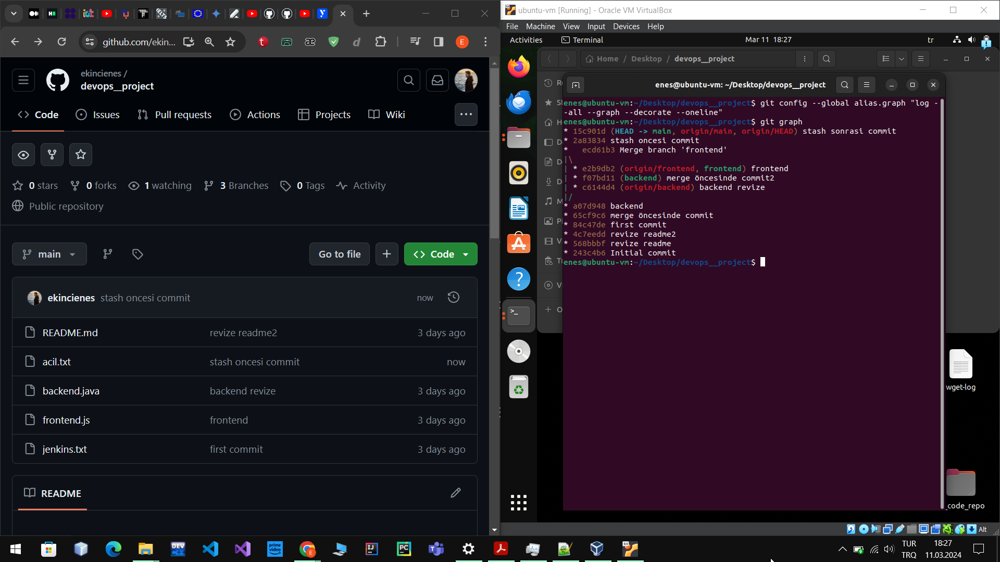 github.com/ekin...
ekincienes /
devops__project
Code
Issues
Pull requests
Actions
Projects
Wiki
0 stars
0 forks
1 watching
3 Branches
0 Tags
Activity
Public repository
main
Go to file
Code
ekincienes stash oncesi commit now
README.md revize readme2 3 days ago
acil.txt stash oncesi commit now
backend.java backend revize 3 days ago
frontend.js frontend 3 days ago
jenkins.txt first commit 3 days ago
README
ubuntu-vm [Running] - Oracle VM VirtualBox
File Machine View Input Devices Help
Activities Terminal Mar 11 18:27 tr
Home / Desktop / devops__project
enes@ubuntu-vm: ~/Desktop/devops__project
enes@ubuntu-vm:~/Desktop/devops__project$ git config --global alias.graph "log -
-all --graph --decorate --oneline"
enes@ubuntu-vm:~/Desktop/devops__project$ git graph
* 15c901d (HEAD -> main, origin/main, origin/HEAD) stash sonrasi commit
* 2a83834 stash oncesi commit
*   ecd61b3 Merge branch 'frontend'
|\
| * e2b9db2 (origin/frontend, frontend) frontend
| * f07bd11 (backend) merge öncesinde commit2
| * c6144d4 (origin/backend) backend revize
|/
* a07d948 backend
* 65cf9c6 merge öncesinde commit
* 84c47de first commit
* 4c7eedd revize readme2
* 568bbbf revize readme
* 243c4b6 Initial commit
enes@ubuntu-vm:~/Desktop/devops__project$
wget-log
_code_repo
Alt
TUR
TRQ
18:27
11.03.2024